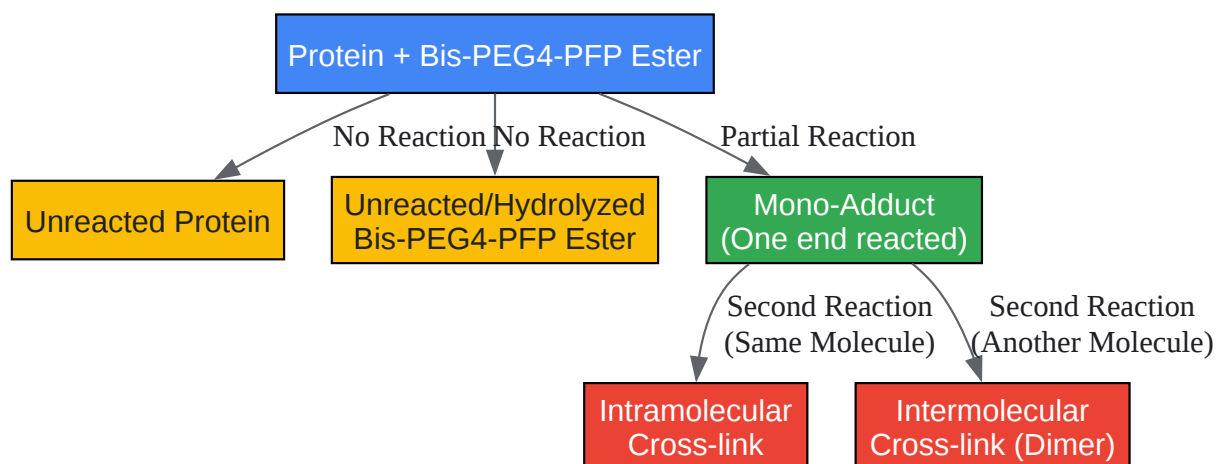 Protein + Bis-PEG4-PFP Ester
No Reaction
No Reaction
Partial Reaction
Unreacted Protein
Unreacted/Hydrolyzed
Bis-PEG4-PFP Ester
Mono-Adduct
(One end reacted)
Second Reaction
(Same Molecule)
Second Reaction
(Another Molecule)
Intramolecular
Cross-link
Intermolecular
Cross-link (Dimer)